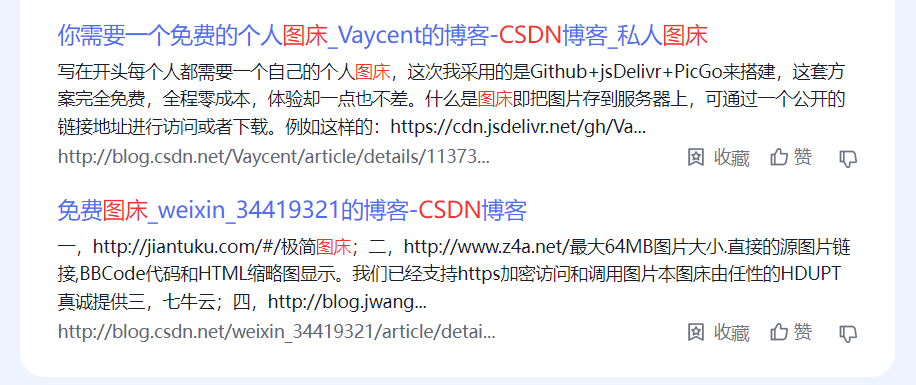 你需要一个免费的个人图床_Vaycent的博客-CSDN博客_私人图床
写在开头每个人都需要一个自己的个人图床，这次我采用的是Github+jsDelivr+PicGo来搭建，这套方
案完全免费，全程零成本，体验却一点也不差。什么是图床即把图片存到服务器上，可通过一个公开的
链接地址进行访问或者下载。例如这样的：https://cdn.jsdelivr.net/gh/Va...
http://blog.csdn.net/Vaycent/article/details/11373... 收藏 赞
免费图床_weixin_34419321的博客-CSDN博客
一，http://jiantuku.com/#/极简图床；二，http://www.z4a.net/最大64MB图片大小.直接的源图片链
接,BBCode代码和HTML缩略图显示。我们已经支持https加密访问和调用图片本图床由任性的HDUPT
真诚提供三，七牛云；四，http://blog.jwang...
http://blog.csdn.net/weixin_34419321/article/detai... 收藏 赞